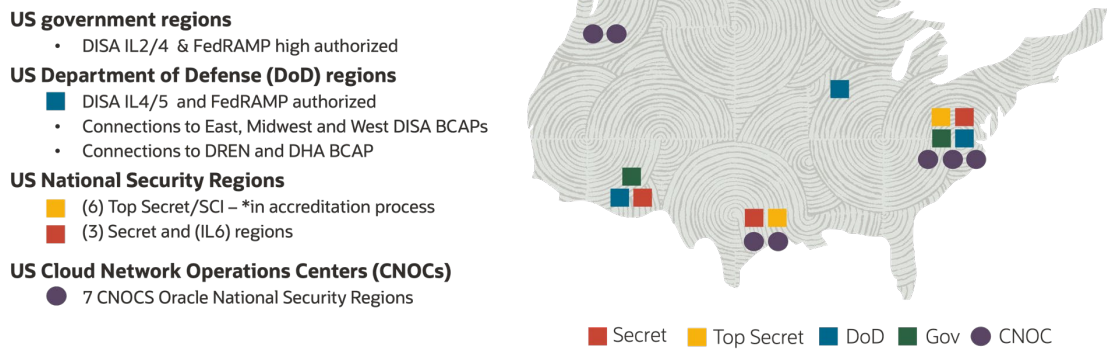 US government regions
• DISA IL2/4 & FedRAMP high authorized
US Department of Defense (DoD) regions
DISA IL4/5 and FedRAMP authorized
• Connections to East, Midwest and West DISA BCAPs
• Connections to DREN and DHA BCAP
US National Security Regions
(6) Top Secret/SCI – *in accreditation process
(3) Secret and (IL6) regions
US Cloud Network Operations Centers (CNOCs)
7 CNOCS Oracle National Security Regions
Secret Top Secret DoD Gov CNOC